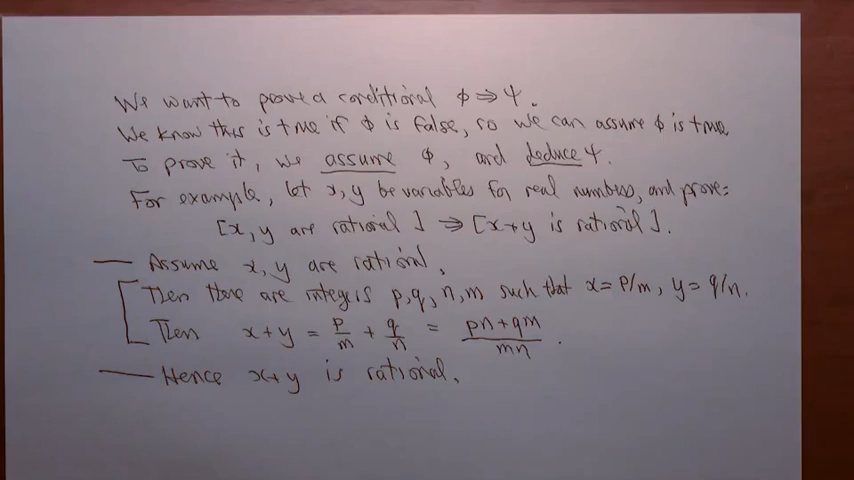 We want to prove a conditional φ ⇒ ψ.
We know this is true if φ is false, so we can assume φ is true.
To prove it, we assume φ, and deduce ψ.
For example, let x, y be variables for real numbers, and prove:
[x, y are rational] ⇒ [x+y is rational].
— Assume x, y are rational.
Then there are integers p, q, n, m such that x = p/m, y = q/n.
Then x+y = p/m + q/n = (pn+qm)/mn.
— Hence x+y is rational.